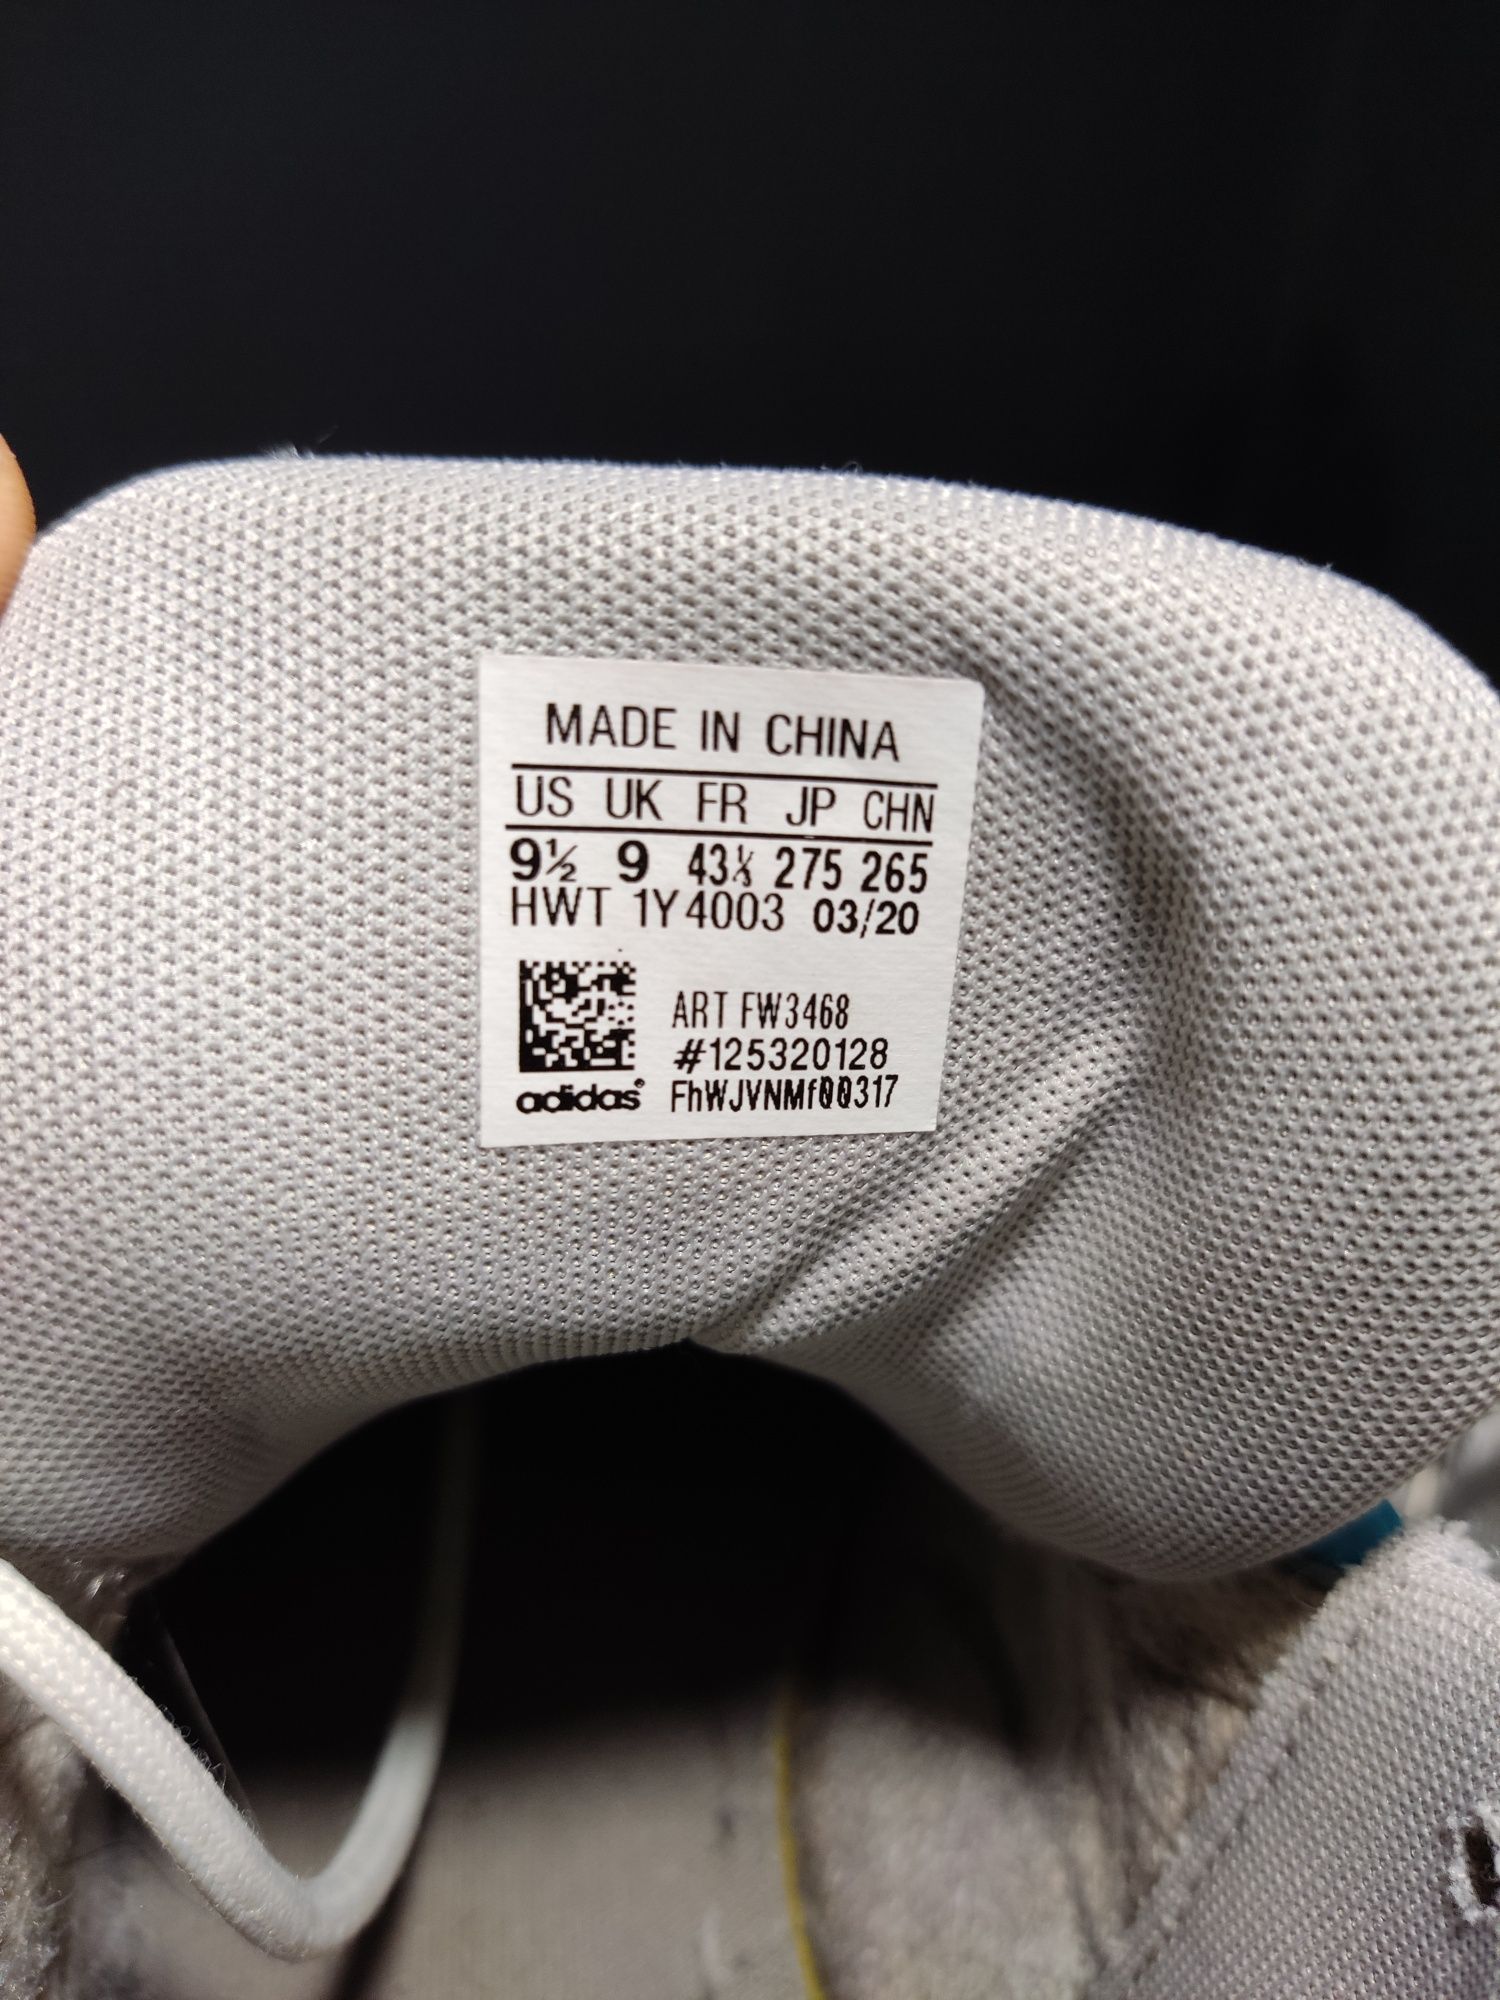 MADE IN CHINA
US UK FR JP CHN
9½ 9 43⅓ 275 265
HWT 1Y4003 03/20
ART FW3468
#125320128
adidas® FhWJVNMf00317